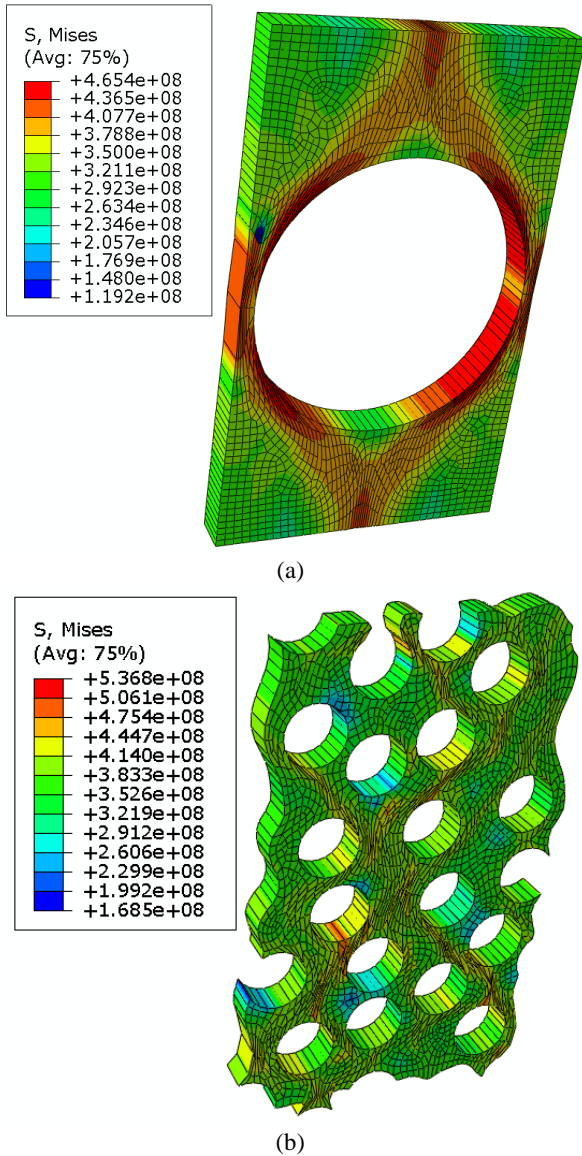 S, Mises
(Avg: 75%)
+4.654e+08
+4.365e+08
+4.077e+08
+3.788e+08
+3.500e+08
+3.211e+08
+2.923e+08
+2.634e+08
+2.346e+08
+2.057e+08
+1.769e+08
+1.480e+08
+1.192e+08
(a)
S, Mises
(Avg: 75%)
+5.368e+08
+5.061e+08
+4.754e+08
+4.447e+08
+4.140e+08
+3.833e+08
+3.526e+08
+3.219e+08
+2.912e+08
+2.606e+08
+2.299e+08
+1.992e+08
+1.685e+08
(b)